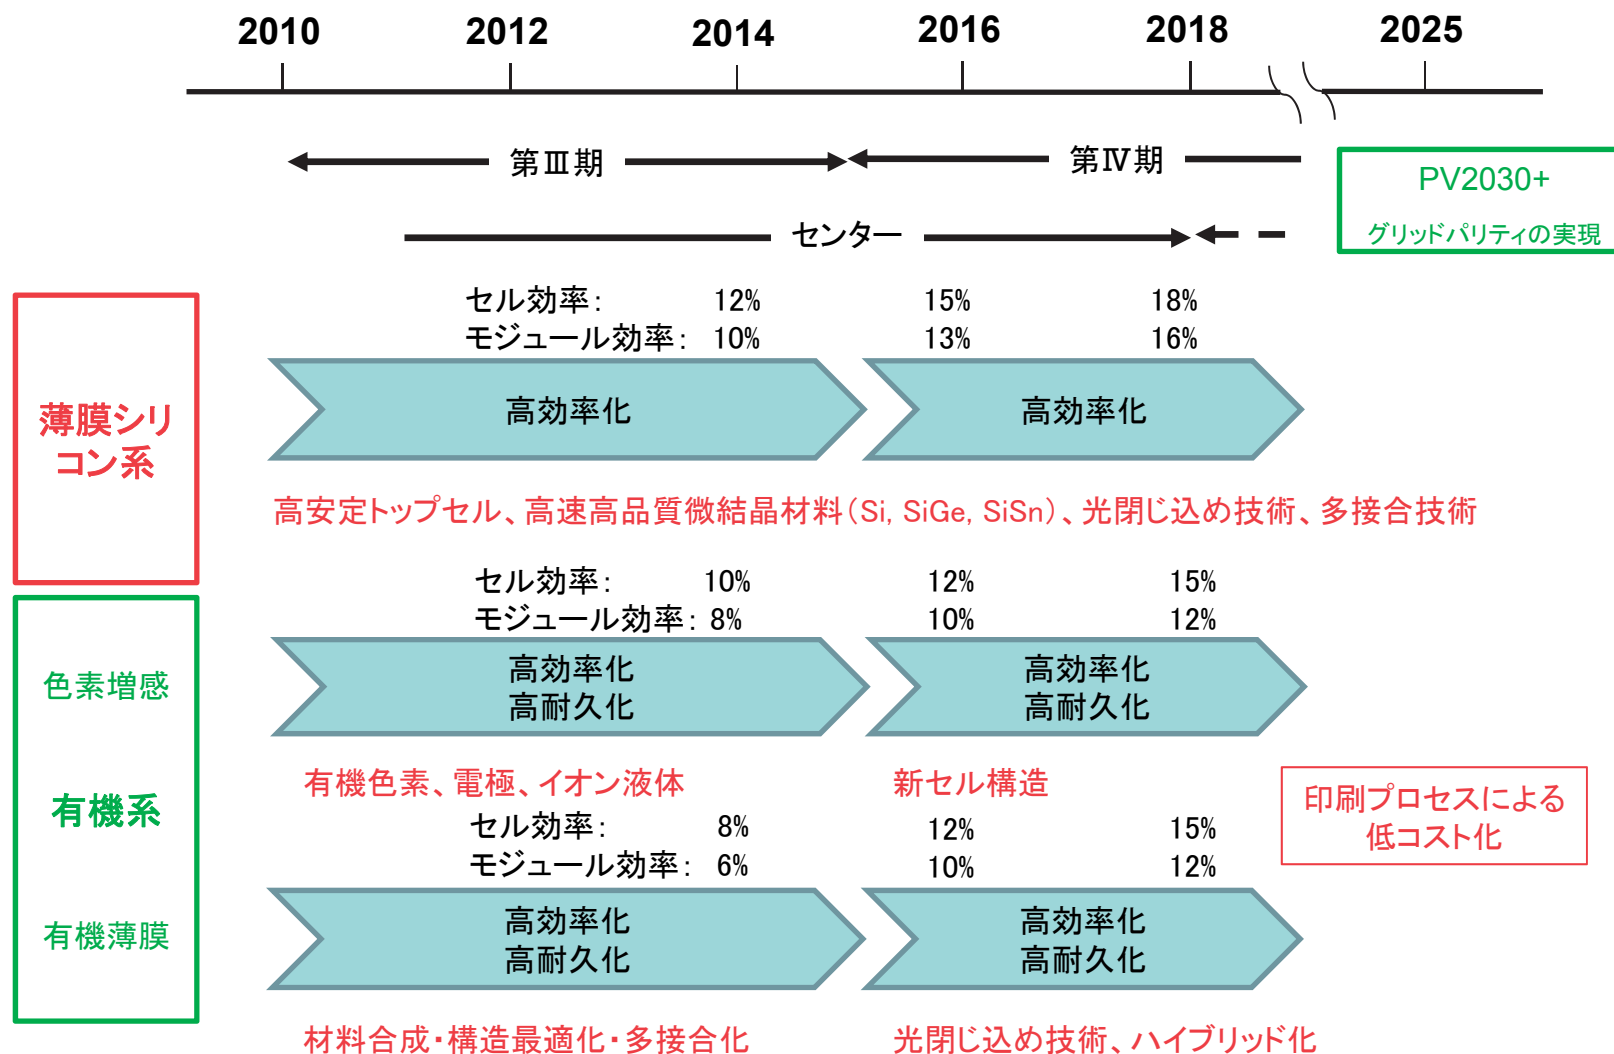 2010 2012 2014 2016 2018 2025
第Ⅲ期 第Ⅳ期
PV2030+
グリッドパリティの実現
センター
セル効率: 12% 15% 18%
モジュール効率: 10% 13% 16%
薄膜シリ
コン系
高効率化 高効率化
高安定トップセル、高速高品質微結晶材料(Si, SiGe, SiSn)、光閉じ込め技術、多接合技術
セル効率: 10% 12% 15%
モジュール効率: 8% 10% 12%
色素増感
高効率化 高効率化
高耐久化 高耐久化
有機色素、電極、イオン液体 新セル構造
有機系
印刷プロセスによる
低コスト化
セル効率: 8% 12% 15%
モジュール効率: 6% 10% 12%
有機薄膜
高効率化 高効率化
高耐久化 高耐久化
材料合成・構造最適化・多接合化 光閉じ込め技術、ハイブリッド化